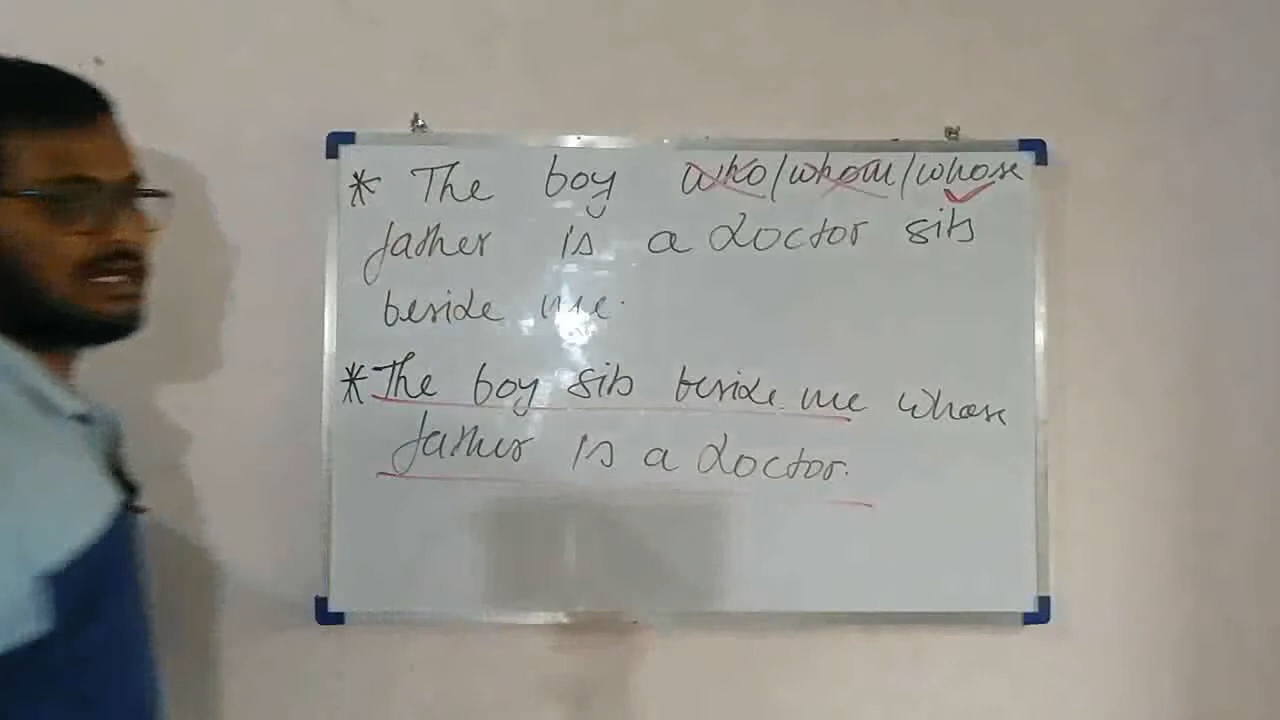 * The boy who/whom/whose
father is a doctor sits
beside me.
* The boy sits beside me whose
father is a doctor.